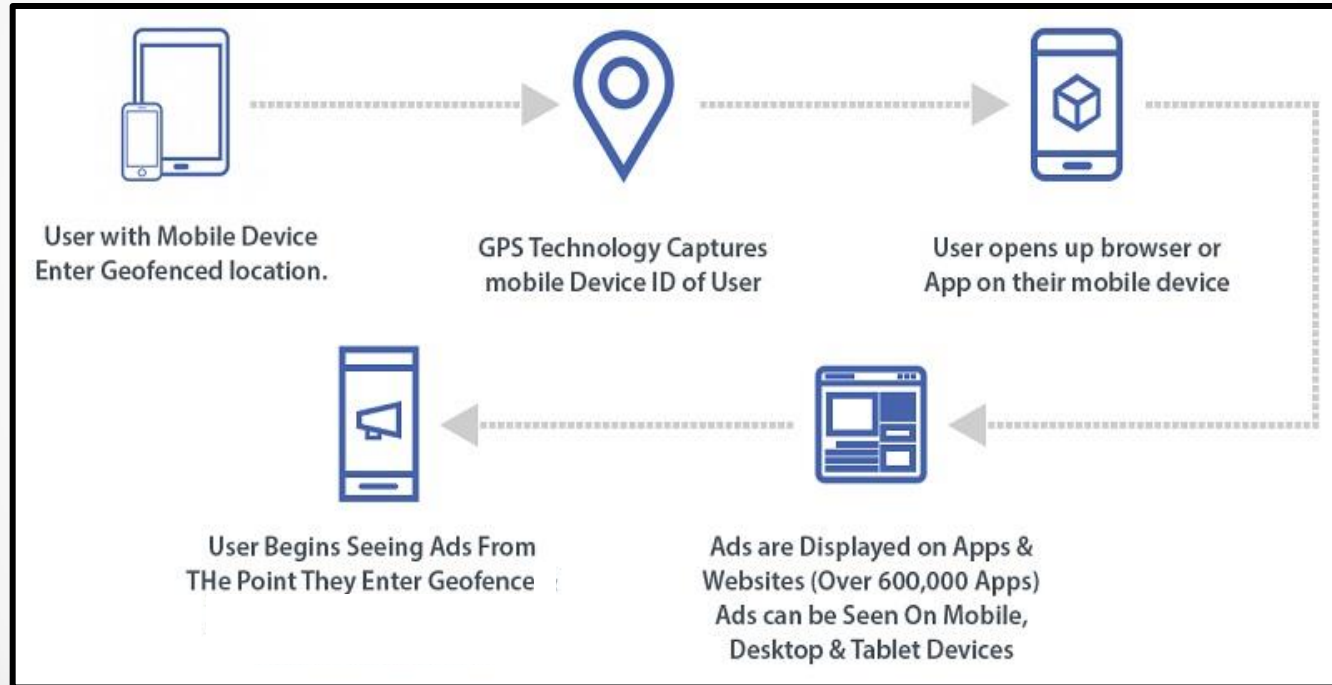 User with Mobile Device
Enter Geofenced location.
GPS Technology Captures
mobile Device ID of User
User opens up browser or
App on their mobile device
User Begins Seeing Ads From
THe Point They Enter Geofence
Ads are Displayed on Apps &
Websites (Over 600,000 Apps)
Ads can be Seen On Mobile,
Desktop & Tablet Devices